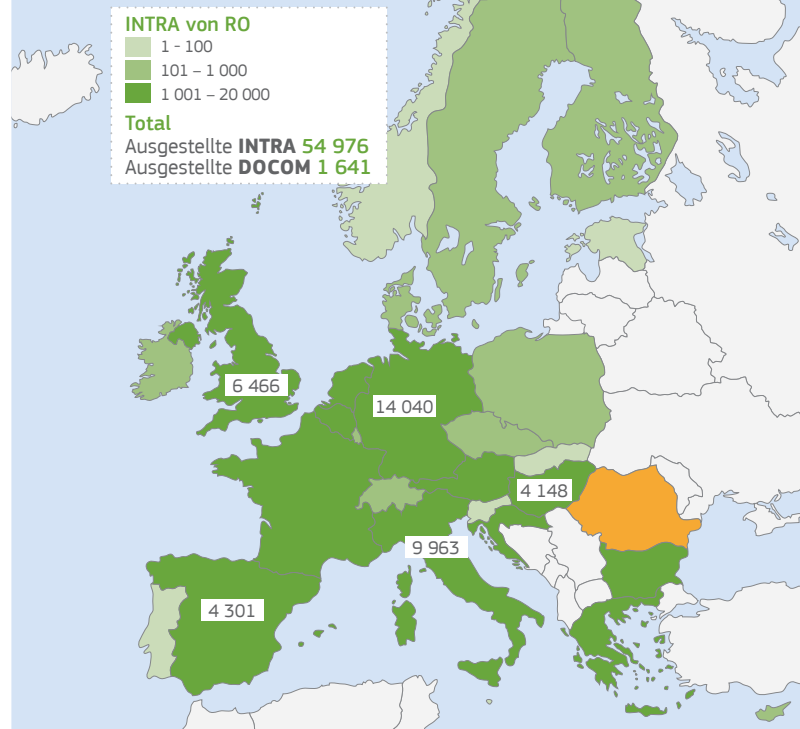 INTRA von RO
1 - 100
101 – 1 000
1 001 – 20 000
Total
Ausgestellte INTRA 54 976
Ausgestellte DOCOM 1 641
6 466
14 040
4 148
9 963
4 301